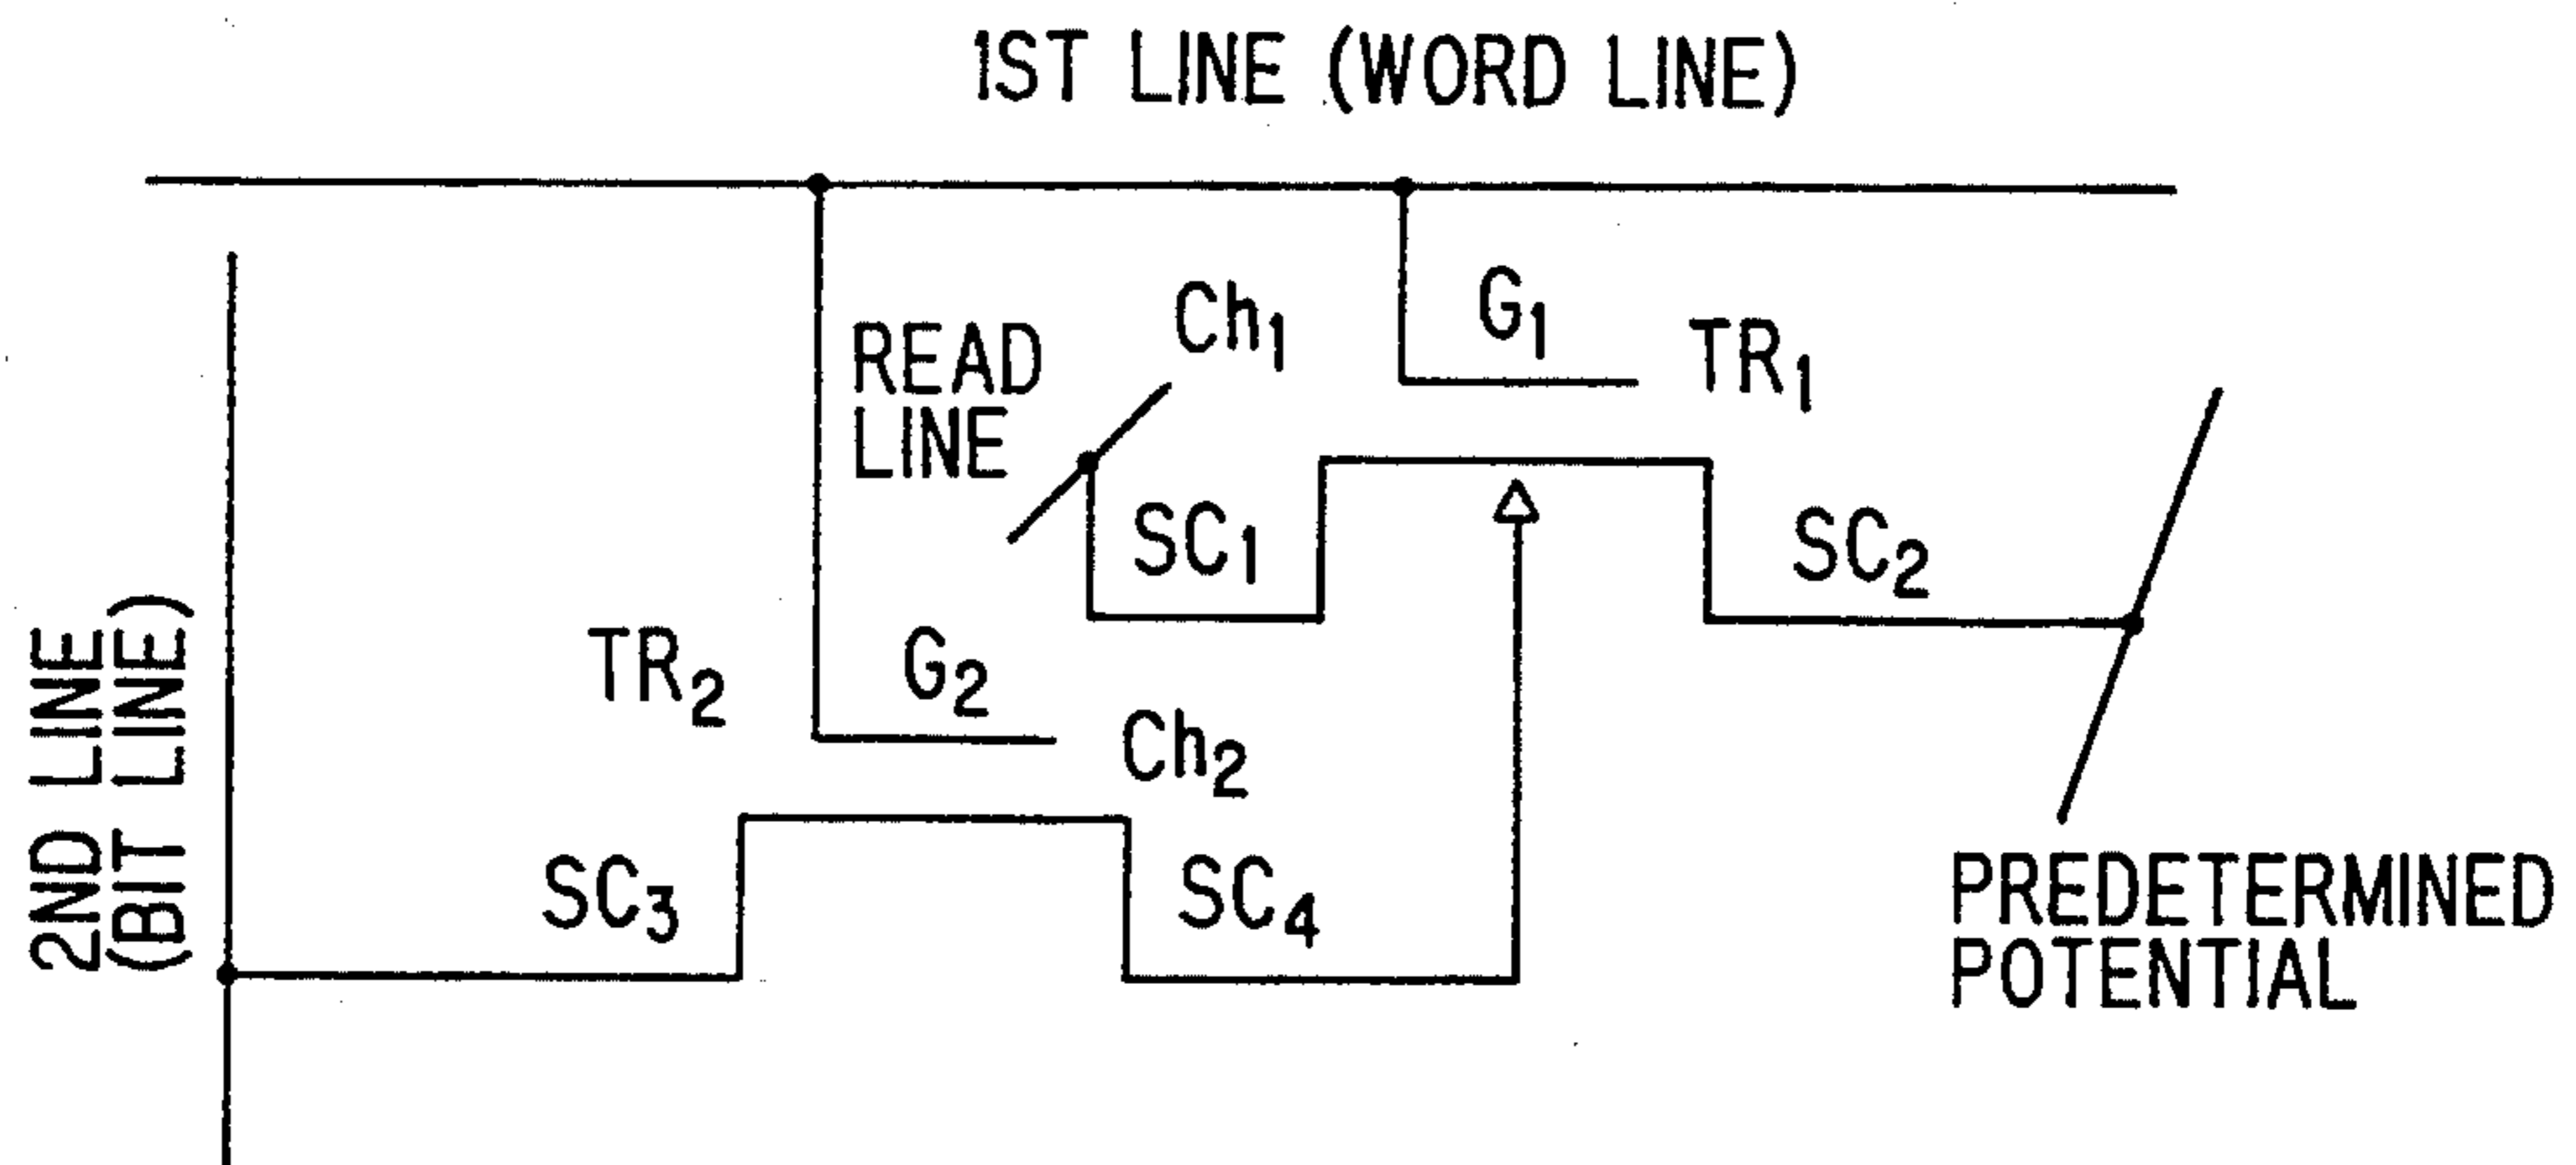 1ST LINE (WORD LINE)
Ch1
G1
TR1
READ
LINE
SC1
SC2
TR2
G2
Ch2
2ND LINE
(BIT LINE)
SC3
SC4
PREDETERMINED
POTENTIAL